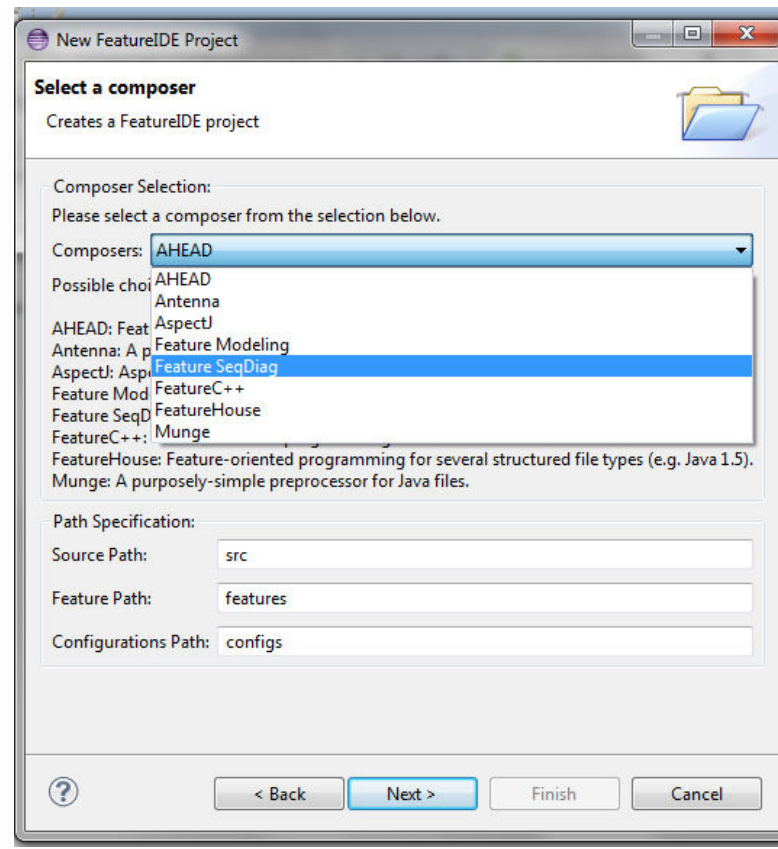 New FeatureIDE Project
Select a composer
Creates a FeatureIDE project
Composer Selection:
Please select a composer from the selection below.
Composers: AHEAD
Possible choi
AHEAD
Antenna
AspectJ
Feature Modeling
Feature SeqDiag
FeatureC++
FeatureHouse
Munge
AHEAD: Feat
Antenna: A p
AspectJ: Asp
Feature Mod
Feature SeqD
FeatureC++:
FeatureHouse: Feature-oriented programming for several structured file types (e.g. Java 1.5).
Munge: A purposely-simple preprocessor for Java files.
Path Specification:
Source Path: src
Feature Path: features
Configurations Path: configs
< Back Next > Finish Cancel